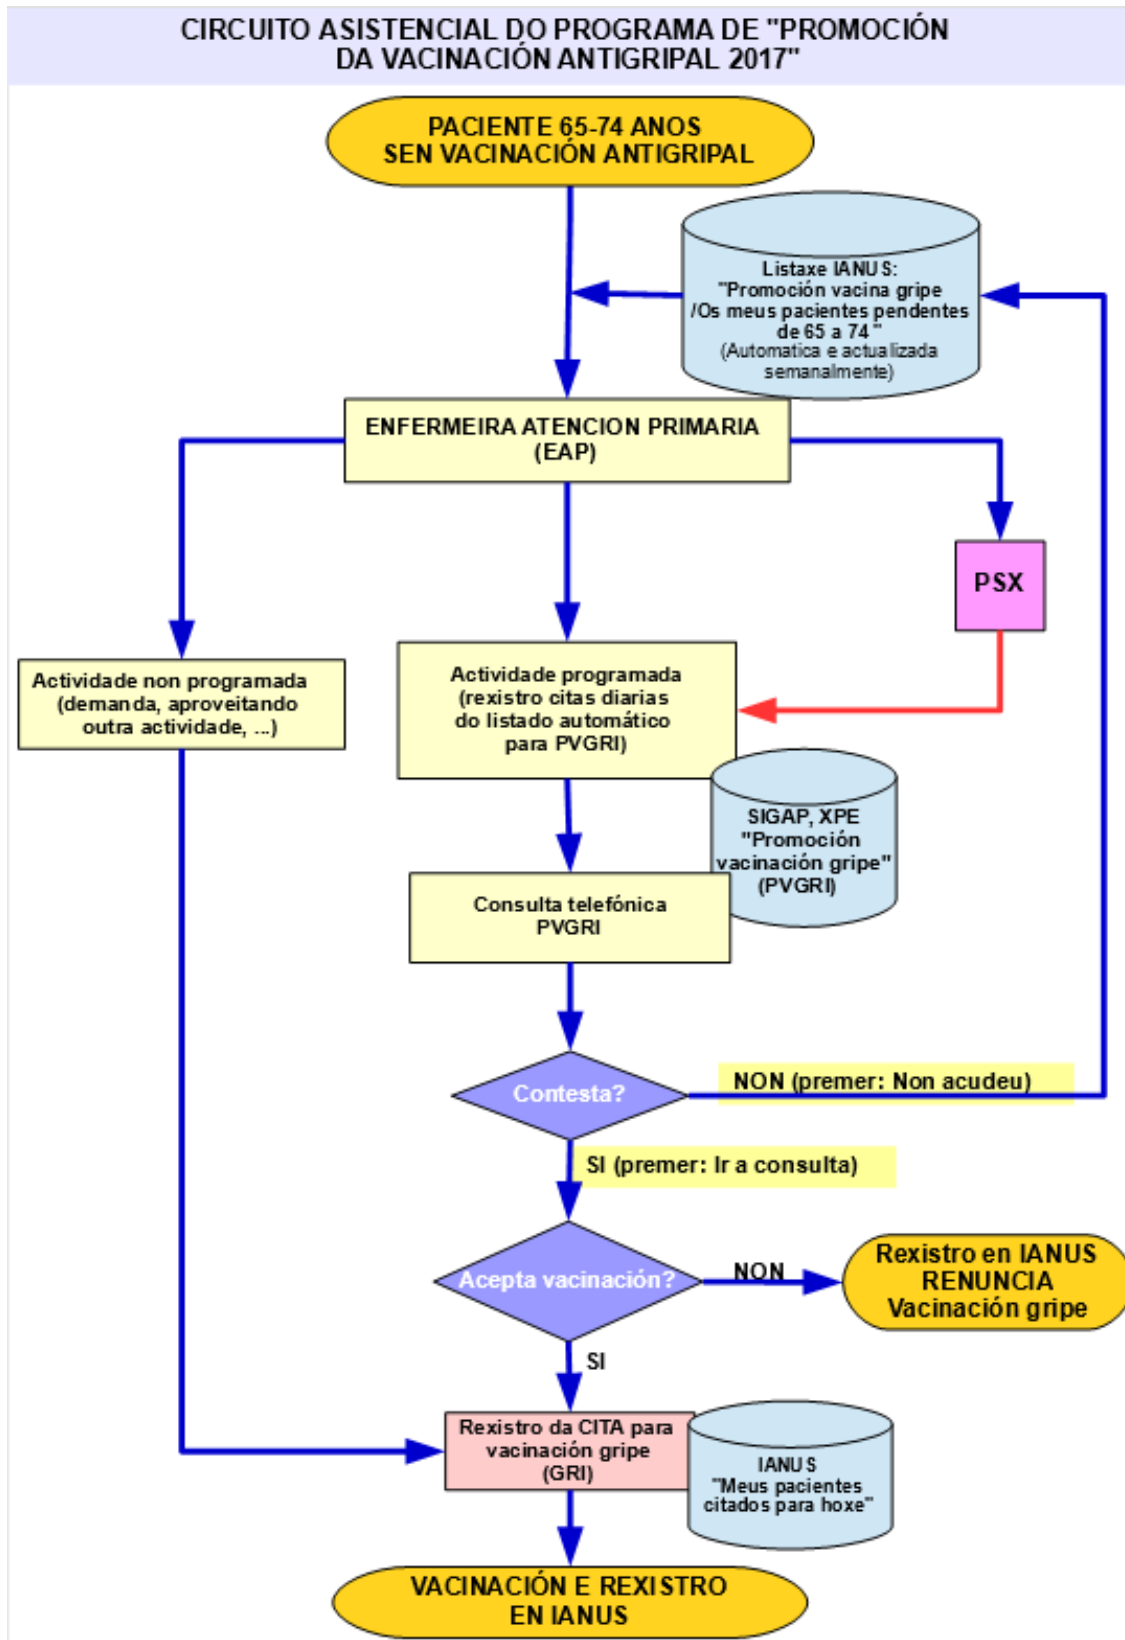 CIRCUITO ASISTENCIAL DO PROGRAMA DE "PROMOCIÓN
DA VACINACIÓN ANTIGRIPAL 2017"
PACIENTE 65-74 ANOS
SEN VACINACIÓN ANTIGRIPAL
Listaxe IANUS:
"Promoción vacina gripe
/Os meus pacientes pendentes
de 65 a 74 "
(Automatica e actualizada
semanalmente)
ENFERMEIRA ATENCION PRIMARIA
(EAP)
PSX
Actividade non programada
(demanda, aproveitando
outra actividade, ...)
Actividade programada
(rexistro citas diarias
do listado automático
para PVGRI)
SIGAP, XPE
"Promoción
vacinación gripe"
(PVGRI)
Consulta telefónica
PVGRI
Contesta?
NON (premer: Non acudeu)
SI (premer: Ir a consulta)
Acepta vacinación?
NON
Rexistro en IANUS
RENUNCIA
Vacinación gripe
SI
Rexistro da CITA para
vacinación gripe
(GRI)
IANUS
"Meus pacientes
citados para hoxe"
VACINACIÓN E REXISTRO
EN IANUS